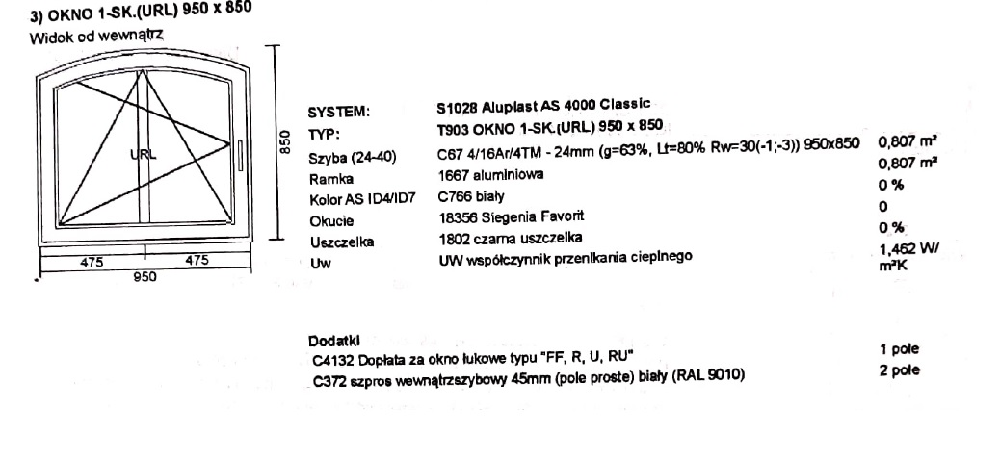 3) OKNO 1-SK.(URL) 950 x 850
Widok od wewnątrz
URL
850
475 475
950
SYSTEM: S1028 Aluplast AS 4000 Classic
TYP: T903 OKNO 1-SK.(URL) 950 x 850
Szyba (24-40) C67 4/16Ar/4TM - 24mm (g=63%, Lt=80% Rw=30(-1;-3)) 950x850 0,807 m²
Ramka 1667 aluminiowa 0,807 m²
Kolor AS ID4/ID7 C766 biały 0 %
Okucie 18356 Siegenia Favorit 0
Uszczelka 1802 czarna uszczelka 0 %
Uw UW współczynnik przenikania cieplnego 1,462 W/
m²K
Dodatki
C4132 Dopłata za okno łukowe typu "FF, R, U, RU" 1 pole
C372 szpros wewnątrzszybowy 45mm (pole proste) biały (RAL 9010) 2 pole